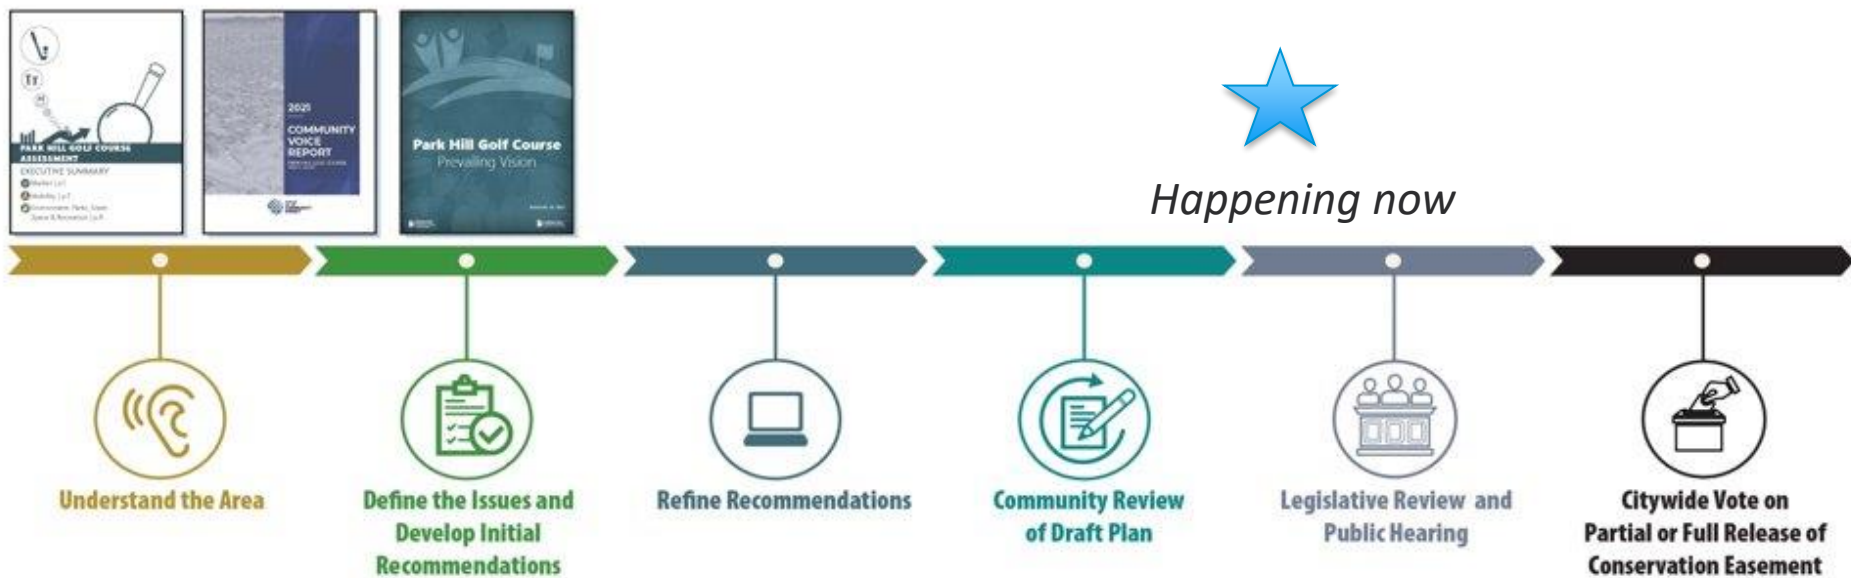 PARK HILL GOLF COURSE
ASSESSMENT
EXECUTIVE SUMMARY
2021
COMMUNITY
VOICE
REPORT
Park Hill Golf Course
Prevailing Vision
Happening now
Understand the Area
Define the Issues and
Develop Initial
Recommendations
Refine Recommendations
Community Review
of Draft Plan
Legislative Review and
Public Hearing
Citywide Vote on
Partial or Full Release of
Conservation Easement